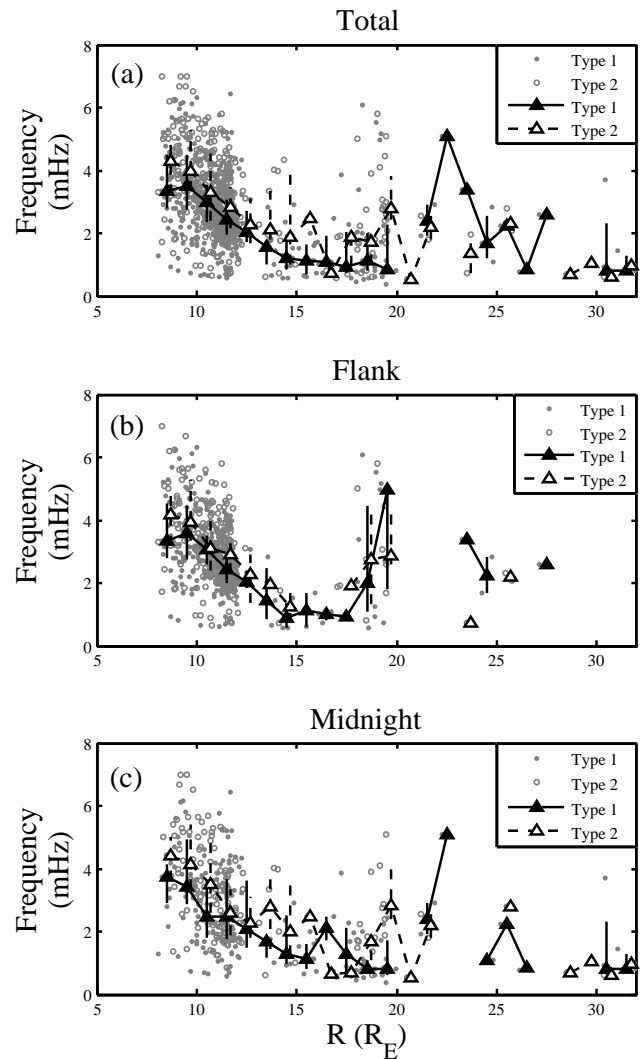 Total
(a)
Type 1
Type 2
Type 1
Type 2
Frequency
(mHz)
8
6
4
2
0
5 10 15 20 25 30
Flank
(b)
Type 1
Type 2
Type 1
Type 2
Frequency
(mHz)
8
6
4
2
0
5 10 15 20 25 30
Midnight
(c)
Type 1
Type 2
Type 1
Type 2
Frequency
(mHz)
8
6
4
2
0
5 10 15 20 25 30
R (R_E)